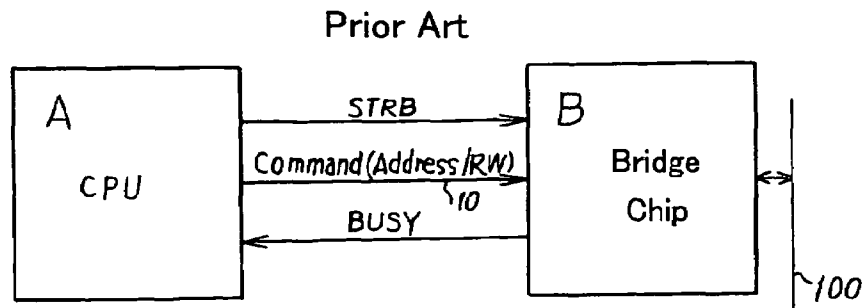 Prior Art
A
CPU
STRB
Command(Address/RW)
10
BUSY
B
Bridge
Chip
100